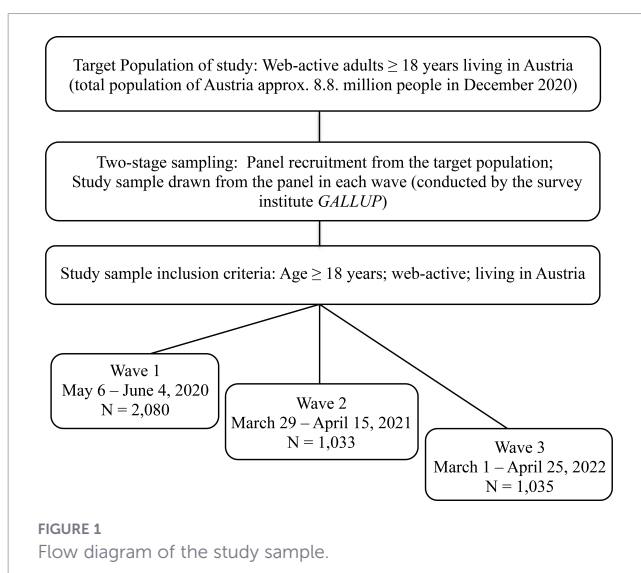 Target Population of study: Web-active adults ≥ 18 years living in Austria
(total population of Austria approx. 8.8. million people in December 2020)
Two-stage sampling: Panel recruitment from the target population;
Study sample drawn from the panel in each wave (conducted by the survey
institute GALLUP)
Study sample inclusion criteria: Age ≥ 18 years; web-active; living in Austria
Wave 1
May 6 – June 4, 2020
N = 2,080
Wave 2
March 29 – April 15, 2021
N = 1,033
Wave 3
March 1 – April 25, 2022
N = 1,035
FIGURE 1
Flow diagram of the study sample.